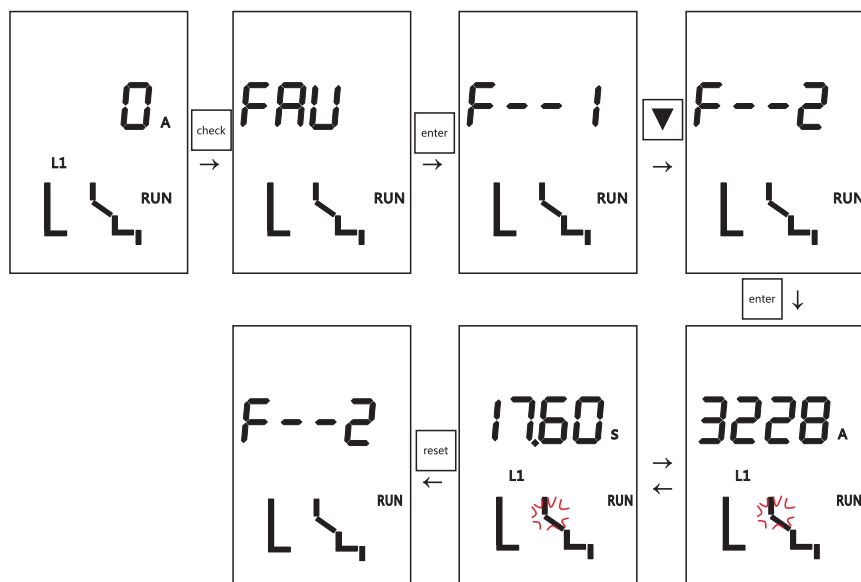 0 A
L1
L
RUN
check
→
FAU
L
RUN
enter
→
F--1
L
RUN
▼
→
F--2
L
RUN
enter ↓
3228 A
L1
L
RUN
→
←
17.60 s
L1
L
RUN
reset
←
F--2
L
RUN